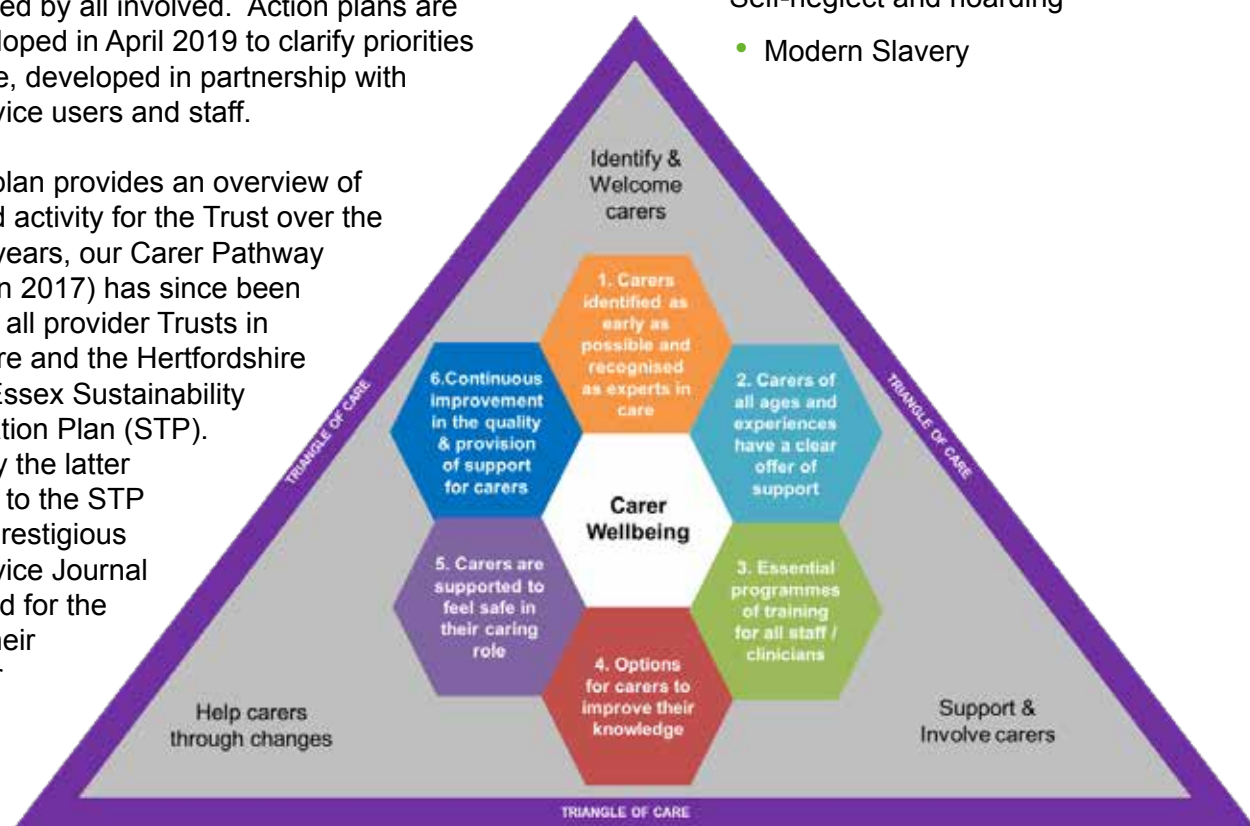 ed by all involved. Action plans are
loped in April 2019 to clarify priorities
e, developed in partnership with
vice users and staff.
plan provides an overview of
d activity for the Trust over the
years, our Carer Pathway
n 2017) has since been
all provider Trusts in
re and the Hertfordshire
Essex Sustainability
tion Plan (STP).
y the latter
to the STP
restigious
vice Journal
d for the
heir
Self-neglect and hoarding
• Modern Slavery
Identify &
Welcome
carers
1. Carers
identified as
early as
possible and
recognised
as experts in
care
2. Carers of
all ages and
experiences
have a clear
offer of
support
3. Essential
programmes
of training
for all staff /
clinicians
4. Options
for carers to
improve their
knowledge
5. Carers are
supported to
feel safe in
their caring
role
6.Continuous
improvement
in the quality
& provision
of support
for carers
Carer
Wellbeing
Help carers
through changes
Support &
Involve carers
TRIANGLE OF CARE
TRIANGLE OF CARE
TRIANGLE OF CARE